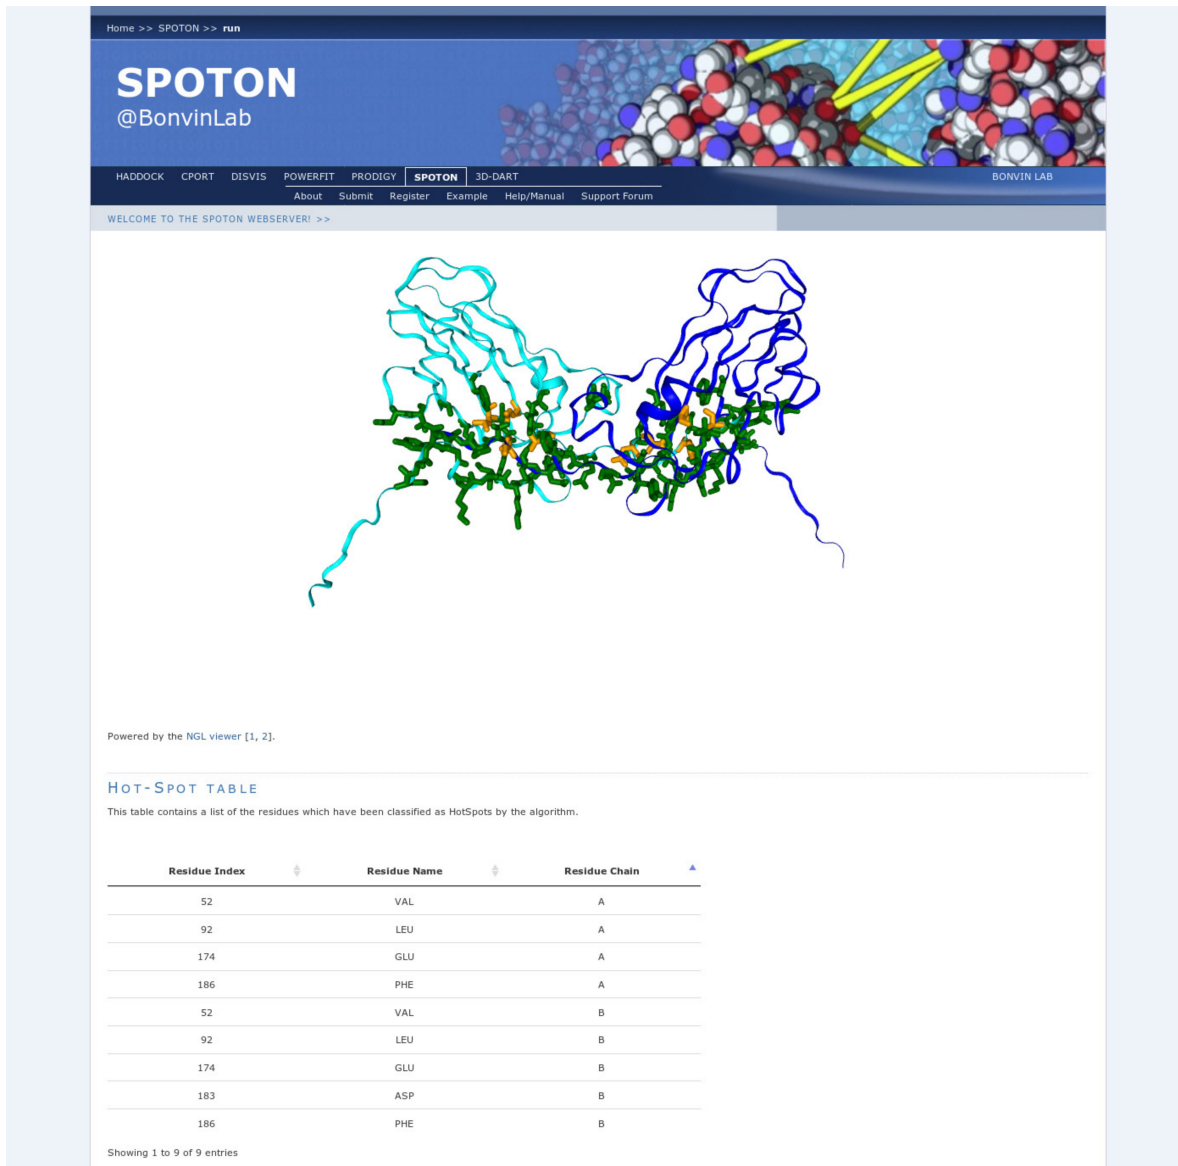 Home >> SPOTON >> run
SPOTON
@BonvinLab
HADDOCK CPORT DISVIS POWERFIT PRODIGY SPOTON 3D-DART BONVIN LAB
About Submit Register Example Help/Manual Support Forum
WELCOME TO THE SPOTON WEBSERVER! >>
Powered by the NGL viewer [1, 2].
HOT-SPOT TABLE
This table contains a list of the residues which have been classified as HotSpots by the algorithm.
Residue Index Residue Name Residue Chain
52 VAL A
92 LEU A
174 GLU A
186 PHE A
52 VAL B
92 LEU B
174 GLU B
183 ASP B
186 PHE B
Showing 1 to 9 of 9 entries